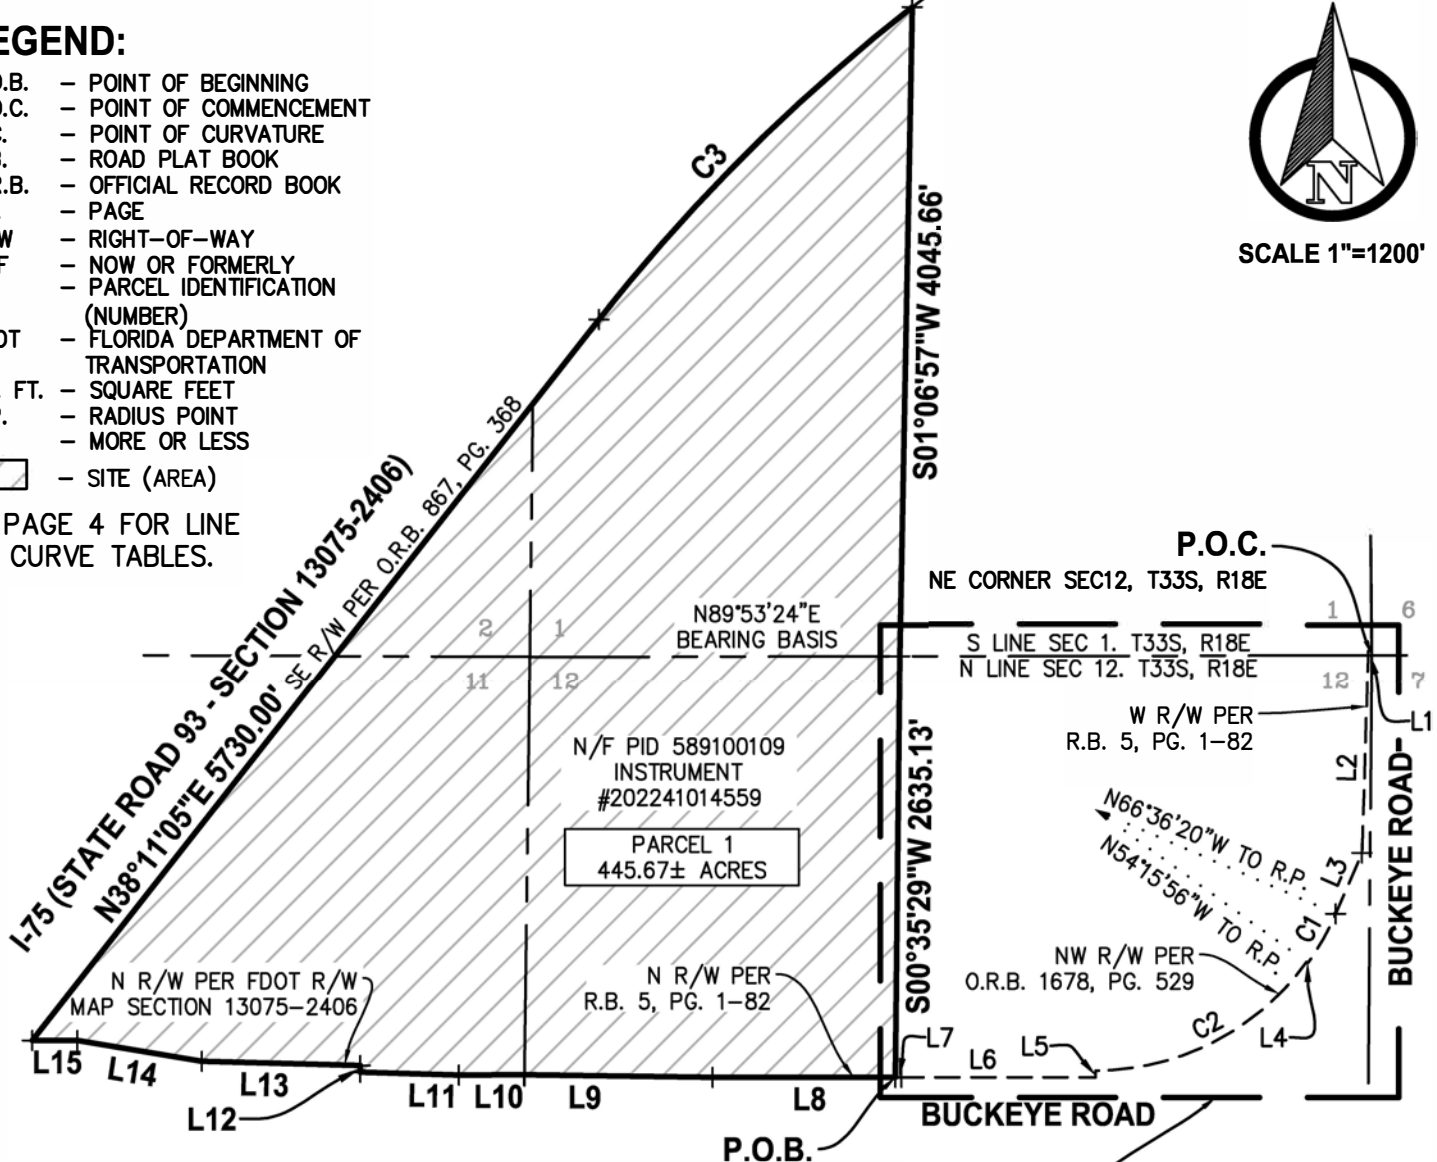 EGEND:
.B. – POINT OF BEGINNING
.C. – POINT OF COMMENCEMENT
. – POINT OF CURVATURE
. – ROAD PLAT BOOK
.B. – OFFICIAL RECORD BOOK
. – PAGE
W – RIGHT–OF–WAY
F – NOW OR FORMERLY
– PARCEL IDENTIFICATION
(NUMBER)
OT – FLORIDA DEPARTMENT OF
TRANSPORTATION
FT. – SQUARE FEET
. – RADIUS POINT
– MORE OR LESS
– SITE (AREA)
PAGE 4 FOR LINE
CURVE TABLES.
N
SCALE 1"=1200'
C3
S01°06'57"W 4045.66'
I-75 (STATE ROAD 93 - SECTION 13075-2406)
N38°11'05"E 5730.00'
SE R/W PER O.R.B. 867, PG. 368
P.O.C.
NE CORNER SEC12, T33S, R18E
N89°53'24"E
BEARING BASIS
2
1
11
12
S LINE SEC 1. T33S, R18E
N LINE SEC 12. T33S, R18E
1
6
12
7
L1
W R/W PER
R.B. 5, PG. 1–82
L2
N/F PID 589100109
INSTRUMENT
#202241014559
PARCEL 1
445.67± ACRES
S00°35'29"W 2635.13'
N66°36'20"W TO R.P.
N54°15'56"W TO R.P.
L3
C1
BUCKEYE ROAD
NW R/W PER
O.R.B. 1678, PG. 529
C2
L4
N R/W PER FDOT R/W
MAP SECTION 13075–2406
N R/W PER
R.B. 5, PG. 1–82
L7
L6
L5
L15
L14
L13
L12
L11
L10
L9
L8
BUCKEYE ROAD
P.O.B.